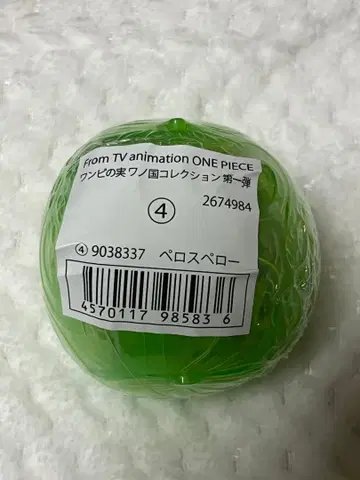 From TV animation ONE PIECE
ワンピの実 ワノ国コレクション 第一弾
④ 2674984
④ 9038337 ペロスペロー
4570117 98583 6